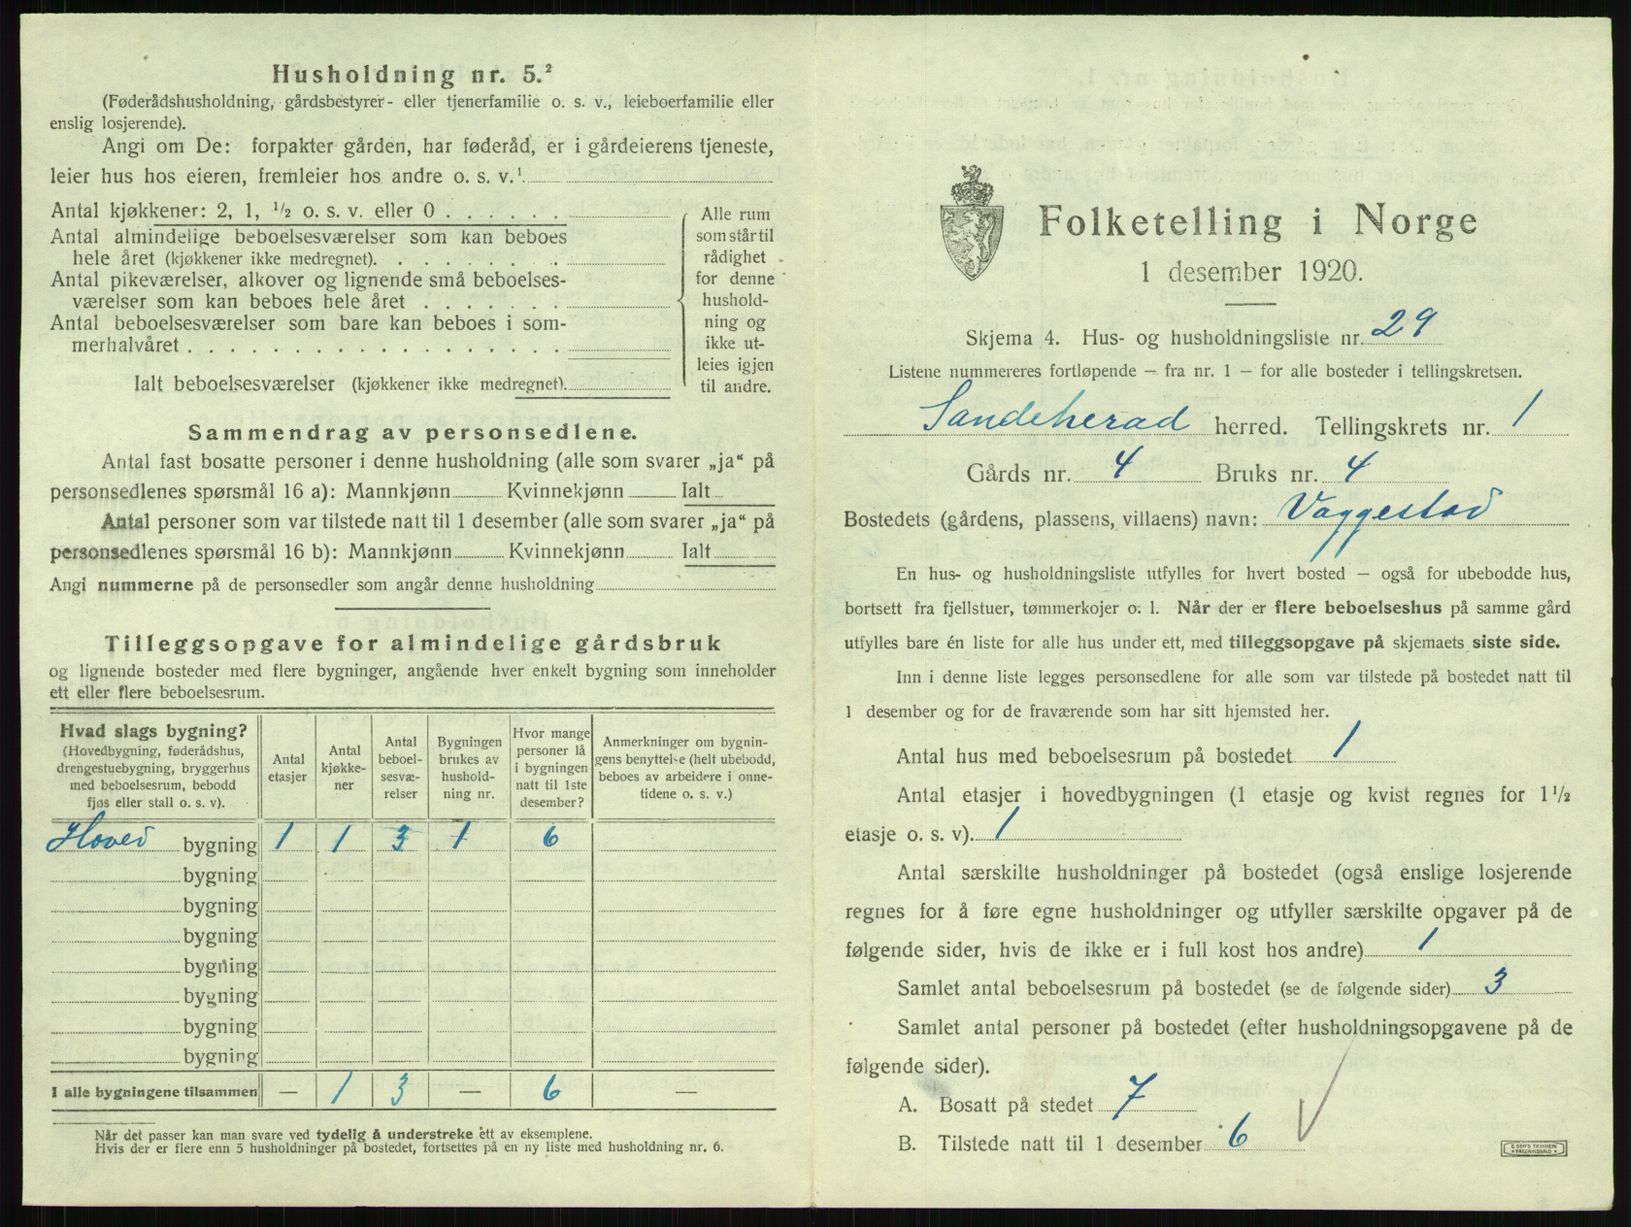 Husholdning nr. 5.²
(Føderådshusholdning, gårdsbestyrer- eller tjenerfamilie o. s. v., leieboerfamilie eller
enslig losjerende).
Angi om De: forpakter gården, har føderåd, er i gårdeierens tjeneste,
leier hus hos eieren, fremleier hos andre o. s. v.¹
Antal kjøkkener: 2, 1, ½ o. s. v. eller 0 . . . . . .
Antal almindelige beboelsesværelser som kan beboes
hele året (kjøkkener ikke medregnet). . . . . . . .
Antal pikeværelser, alkover og lignende små beboelses-
værelser som kan beboes hele året . . . . . . .
Antal beboelsesværelser som bare kan beboes i som-
merhalvåret . . . . . . . . . . . . . . . . . .
Ialt beboelsesværelser (kjøkkener ikke medregnet).
Alle rum
som står til
rådighet
for denne
hushold-
ning og
ikke ut-
leies igjen
til andre.
Sammendrag av personsedlene.
Antal fast bosatte personer i denne husholdning (alle som svarer „ja“ på
personsedlenes spørsmål 16 a): Mannkjønn Kvinnekjønn Ialt
Antal personer som var tilstede natt til 1 desember (alle som svarer „ja“ på
personsedlenes spørsmål 16 b): Mannkjønn Kvinnekjønn Ialt
Angi nummerne på de personsedler som angår denne husholdning
Tilleggsopgave for almindelige gårdsbruk
og lignende bosteder med flere bygninger, angående hver enkelt bygning som inneholder
ett eller flere beboelsesrum.
Hvad slags bygning?
(Hovedbygning, føderådshus,
drengestuebygning, bryggerhus
med beboelsesrum, bebodd
fjøs eller stall o. s. v).
Antal
etasjer
Antal
kjøkke-
ner
Antal
beboel-
sesvæ-
relser
Bygningen
brukes av
hushold-
ning nr.
Hvor mange
personer lå
i bygningen
natt til 1ste
desember?
Anmerkninger om bygnin-
gens benyttelse (helt ubebodd,
beboes av arbeidere i onne-
tidene o. s. v.)
Hoved bygning 1 1 3 1 6
bygning
bygning
bygning
bygning
bygning
bygning
bygning
I alle bygningene tilsammen — 1 3 — 6 —
Når det passer kan man svare ved tydelig å understreke ett av eksemplene.
Hvis der er flere enn 5 husholdninger på bostedet, fortsettes på en ny liste med husholdning nr. 6.
Folketelling i Norge
1 desember 1920.
Skjema 4. Hus- og husholdningsliste nr. 29
Listene nummereres fortløpende — fra nr. 1 — for alle bosteder i tellingskretsen.
Sandeherad herred. Tellingskrets nr. 1
Gårds nr. 4 Bruks nr. 4
Bostedets (gårdens, plassens, villaens) navn: Vaggestad
En hus- og husholdningsliste utfylles for hvert bosted — også for ubebodde hus,
bortsett fra fjellstuer, tømmerkojer o. l. Når der er flere beboelseshus på samme gård
utfylles bare én liste for alle hus under ett, med tilleggsopgave på skjemaets siste side.
Inn i denne liste legges personsedlene for alle som var tilstede på bostedet natt til
1 desember og for de fraværende som har sitt hjemsted her.
Antal hus med beboelsesrum på bostedet 1
Antal etasjer i hovedbygningen (1 etasje og kvist regnes for 1½
etasje o. s. v). 1
Antal særskilte husholdninger på bostedet (også enslige losjerende
regnes for å føre egne husholdninger og utfyller særskilte opgaver på de
følgende sider, hvis de ikke er i full kost hos andre) 1
Samlet antal beboelsesrum på bostedet (se de følgende sider) 3
Samlet antal personer på bostedet (efter husholdningsopgavene på de
følgende sider).
A. Bosatt på stedet 7
B. Tilstede natt til 1 desember 6